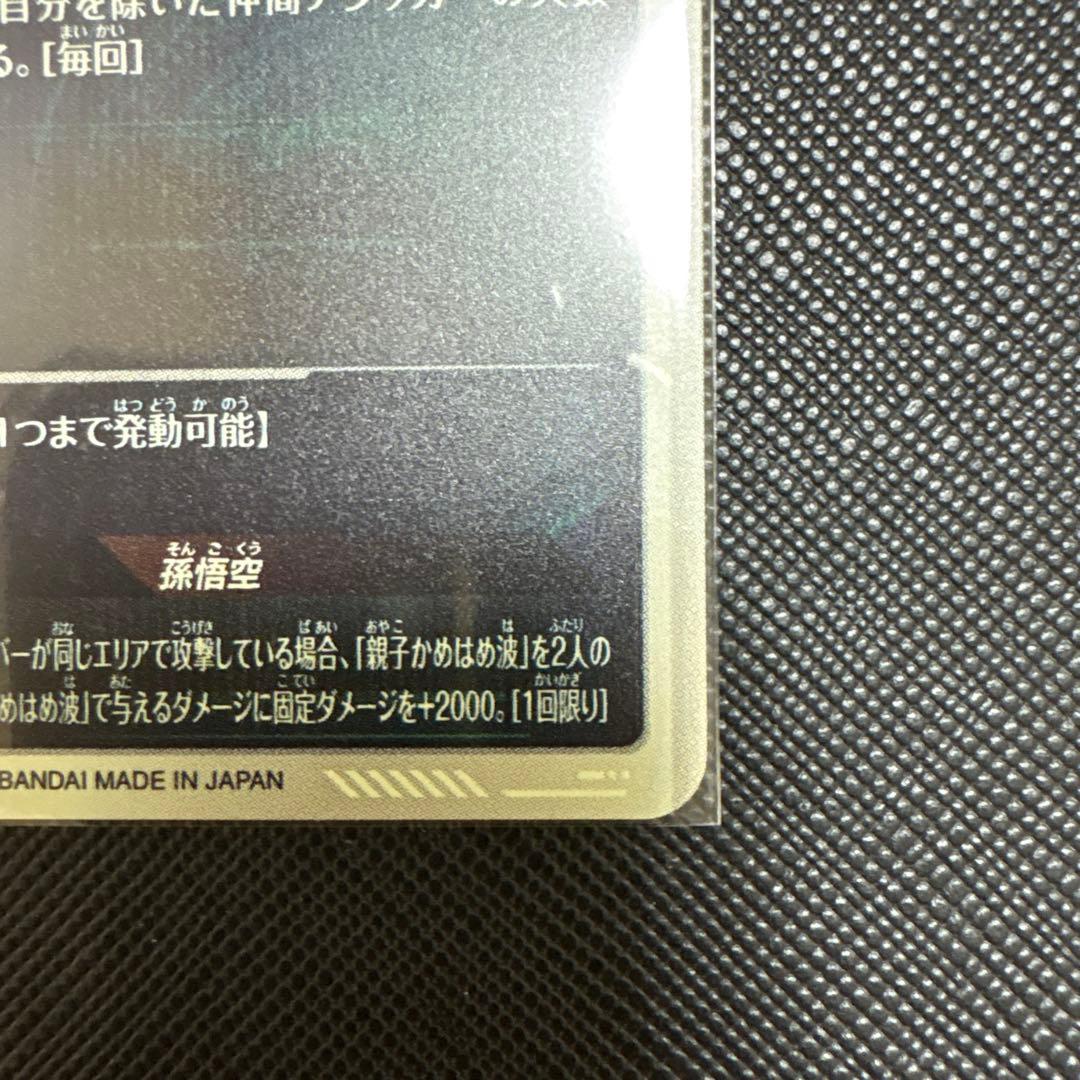 自分を除いた仲間アタッカーの人数
る。[毎回]
1つまで発動可能】
孫悟空
バーが同じエリアで攻撃している場合、「親子かめはめ波」を2人の
めはめ波」で与えるダメージに固定ダメージを+2000。[1回限り]
BANDAI MADE IN JAPAN